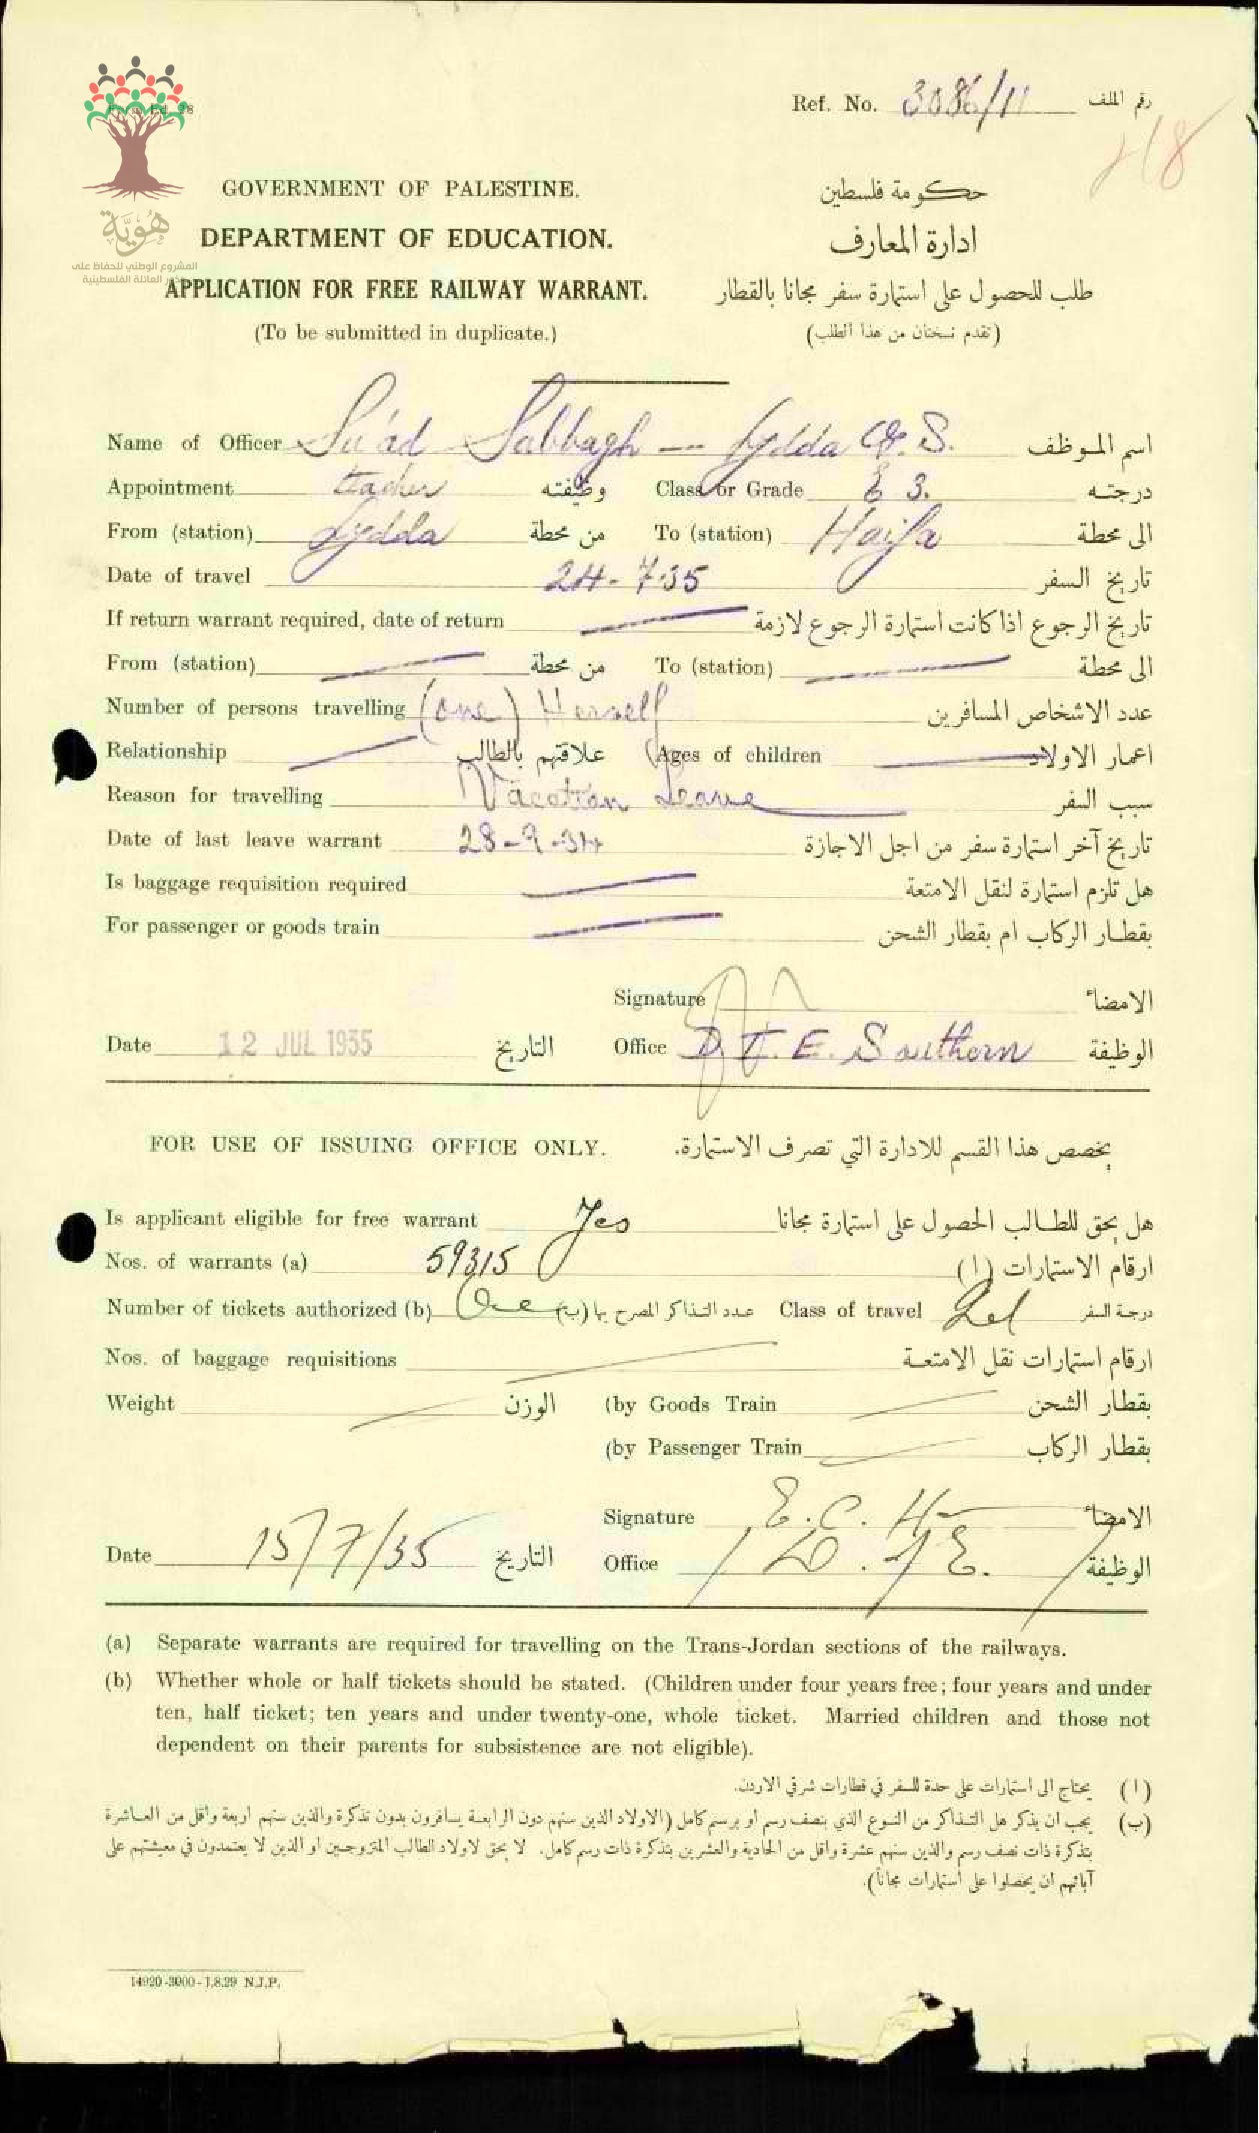 Ref. No. 3086/11 رقم الملف
218
هُوِيَّة
المشروع الوطني للحفاظ على
جذور العائلة الفلسطينية
GOVERNMENT OF PALESTINE. حكومة فلسطين
DEPARTMENT OF EDUCATION. ادارة المعارف
APPLICATION FOR FREE RAILWAY WARRANT. طلب للحصول على استمارة سفر مجانا بالقطار
(To be submitted in duplicate.) (تقدم نسختان من هذا الطلب)
Name of Officer Su'ad Sabbagh — Lydda G. S. اسم الموظف
Appointment teacher وظيفته Class or Grade E 3. درجته
From (station) Lydda من محطة To (station) Haifa الى محطة
Date of travel 24-7-35 تاريخ السفر
If return warrant required, date of return تاريخ الرجوع اذا كانت استمارة الرجوع لازمة
From (station) من محطة To (station) الى محطة
Number of persons travelling (one) Herself عدد الاشخاص المسافرين
Relationship علاقتهم بالطالب (Ages of children اعمار الاولاد
Reason for travelling Vacation Leave سبب السفر
Date of last leave warrant 28-9-34 تاريخ آخر استمارة سفر من اجل الاجازة
Is baggage requisition required هل تلزم استمارة لنقل الامتعة
For passenger or goods train بقطار الركاب ام بقطار الشحن
Signature الامضاء
Date 12 JUL 1935 التاريخ Office D. I. E. Southern الوظيفة
FOR USE OF ISSUING OFFICE ONLY. يخصص هذا القسم للادارة التي تصرف الاستمارة.
Is applicant eligible for free warrant Yes هل يحق للطالب الحصول على استمارة مجانا
Nos. of warrants (a) 59315 ارقام الاستمارات (ا)
Number of tickets authorized (b) One عدد التذاكر المصرح بها (ب) Class of travel 2nd درجة السفر
Nos. of baggage requisitions ارقام استمارات نقل الامتعة
Weight الوزن (by Goods Train بقطار الشحن
(by Passenger Train بقطار الركاب
Signature E. C. H الامضاء
Date 15/7/35 التاريخ Office الوظيفة
(a) Separate warrants are required for travelling on the Trans-Jordan sections of the railways.
(b) Whether whole or half tickets should be stated. (Children under four years free; four years and under
ten, half ticket; ten years and under twenty-one, whole ticket. Married children and those not
dependent on their parents for subsistence are not eligible).
(ا) يحتاج الى استمارات على حدة للسفر في قطارات شرقي الاردن.
(ب) يجب ان يذكر هل التذاكر من النوع الذي بنصف رسم او برسم كامل (الاولاد الذين سنهم دون الرابعة يسافرون بدون تذكرة والذين سنهم اربعة واقل من العاشرة
بتذكرة ذات نصف رسم والذين سنهم عشرة واقل من الحادية والعشرين بتذكرة ذات رسم كامل. لا يحق لاولاد الطالب المتزوجين او الذين لا يعتمدون في معيشتهم على
آبائهم ان يحصلوا على استمارات مجاناً).
14920-3000-1.8.29 N.J.P.